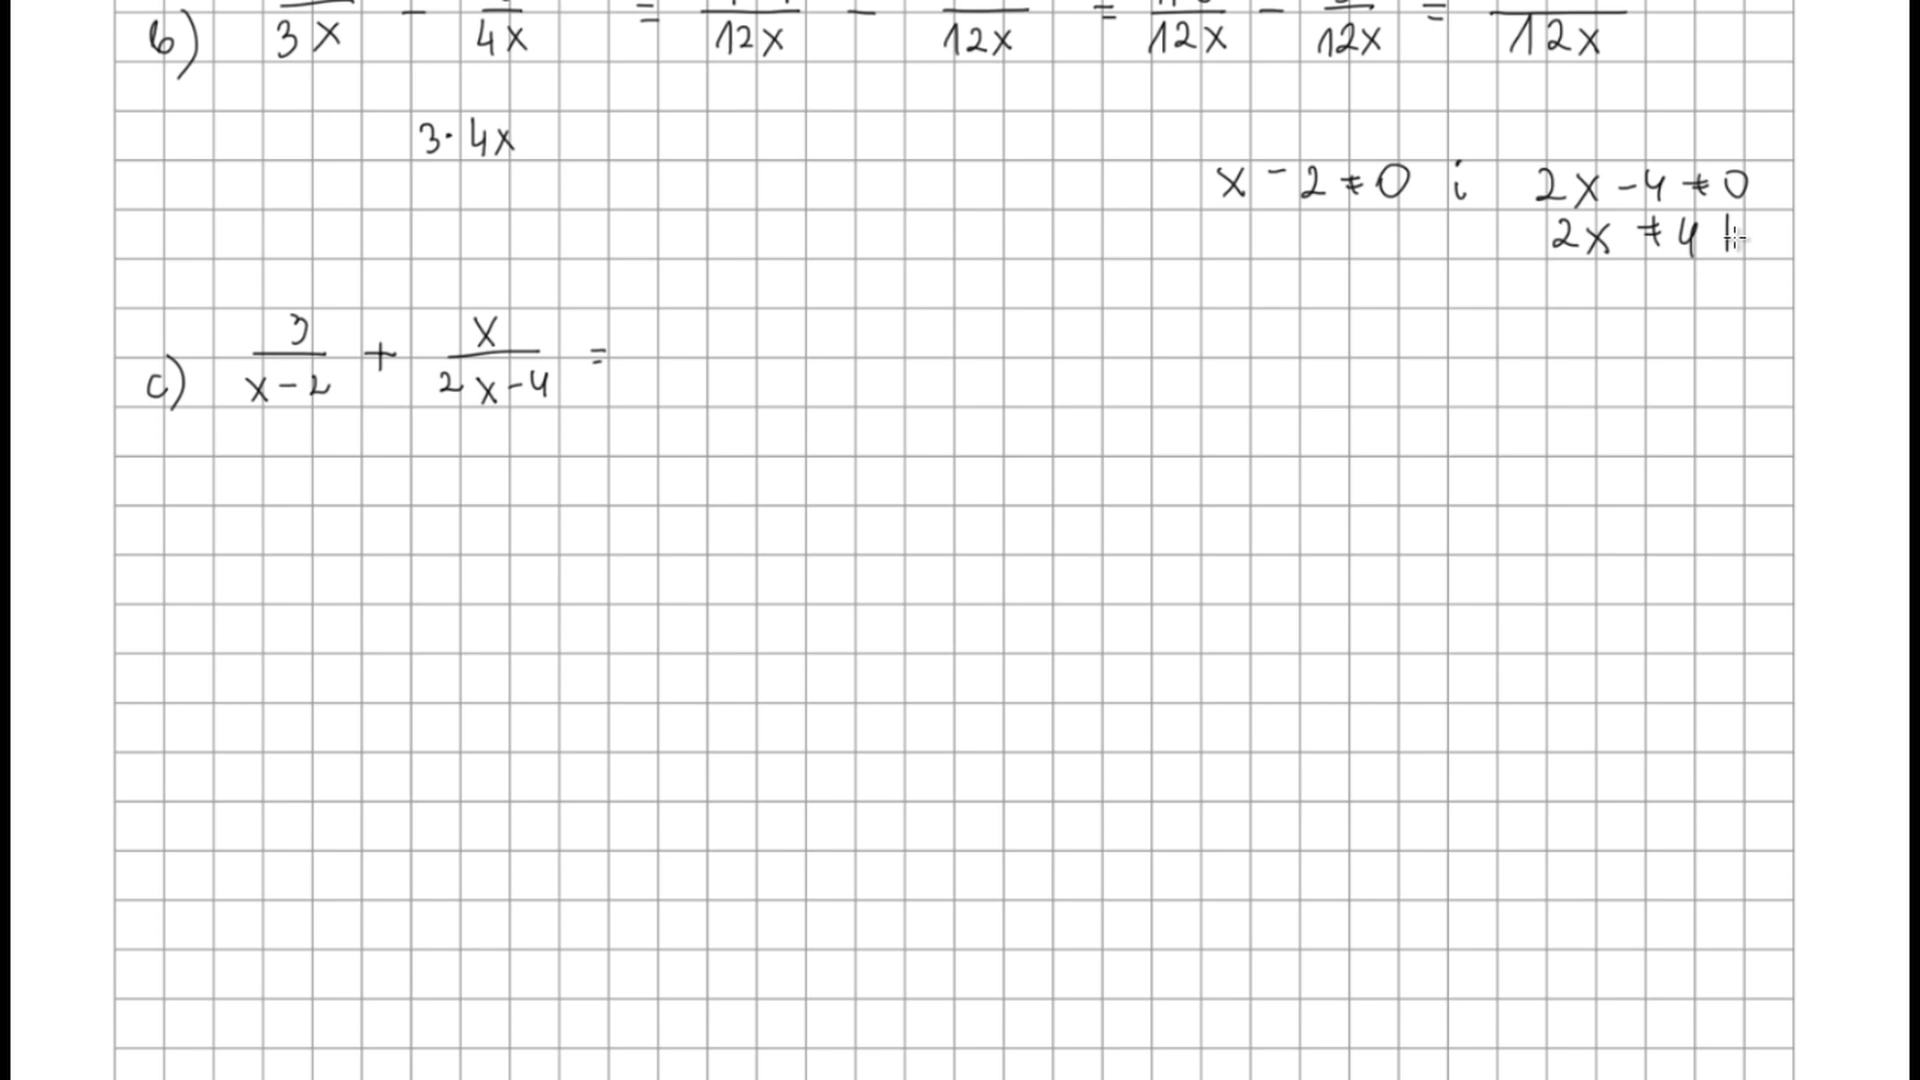 b) 3x - 4x = 12x - 12x = 12x - 12x = 12x
3·4x
x - 2 ≠ 0 i 2x - 4 ≠ 0
2x ≠ 4 |
c) 3/(x-2) + x/(2x-4) =